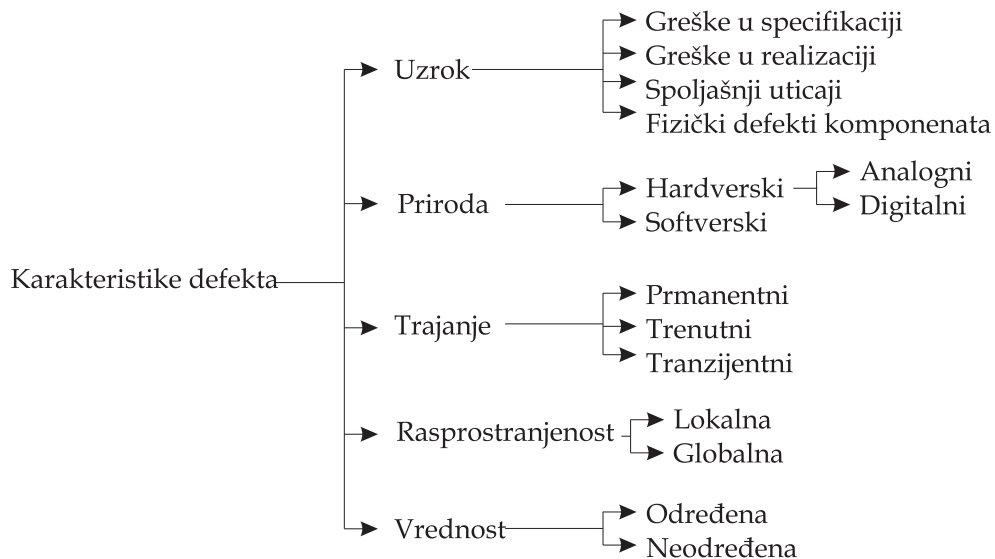 Karakteristike defekta
Uzrok
Greške u specifikaciji
Greške u realizaciji
Spoljašnji uticaji
Fizički defekti komponenata
Priroda
Hardverski
Analogni
Digitalni
Softverski
Trajanje
Prmanentni
Trenutni
Tranzijentni
Rasprostranjenost
Lokalna
Globalna
Vrednost
Određena
Neodređena